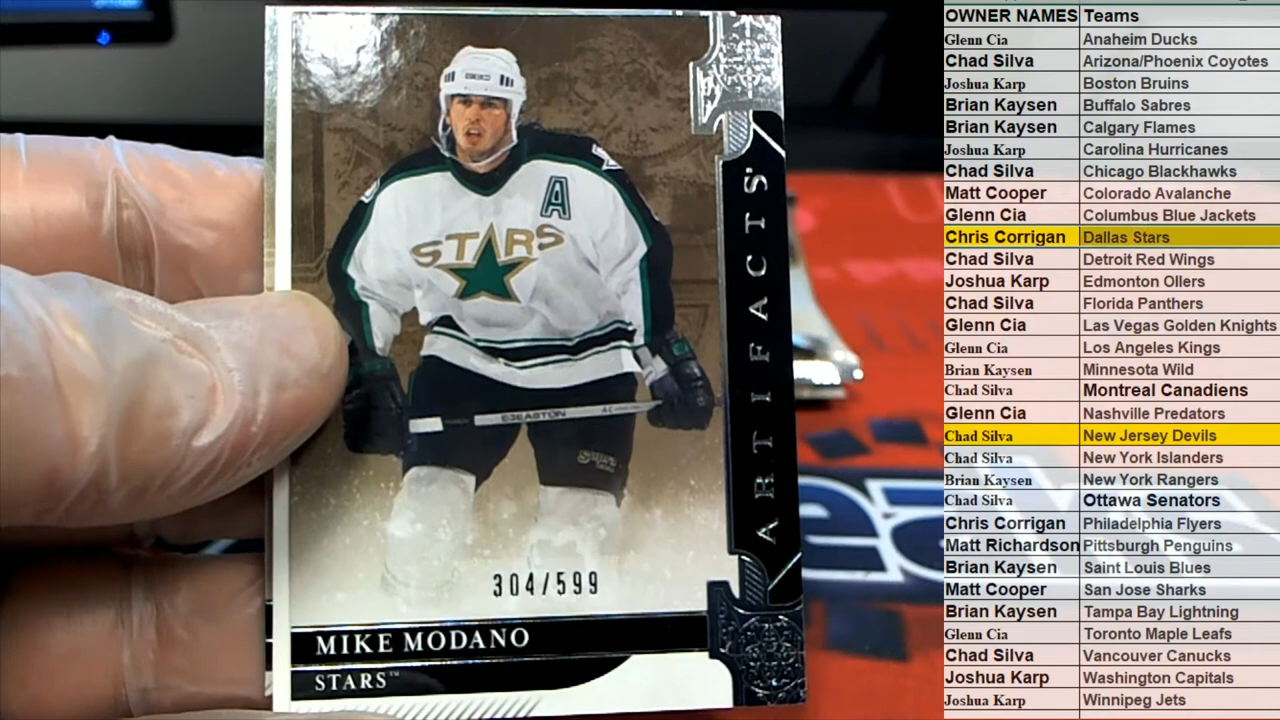 SEIKO
A
STARS
EASTON
304/599
MIKE MODANO
STARS™
ARTIFACTS
OWNER NAMES Teams
Glenn Cia Anaheim Ducks
Chad Silva Arizona/Phoenix Coyotes
Joshua Karp Boston Bruins
Brian Kaysen Buffalo Sabres
Brian Kaysen Calgary Flames
Joshua Karp Carolina Hurricanes
Chad Silva Chicago Blackhawks
Matt Cooper Colorado Avalanche
Glenn Cia Columbus Blue Jackets
Chris Corrigan Dallas Stars
Chad Silva Detroit Red Wings
Joshua Karp Edmonton Ollers
Chad Silva Florida Panthers
Glenn Cia Las Vegas Golden Knights
Glenn Cia Los Angeles Kings
Brian Kaysen Minnesota Wild
Chad Silva Montreal Canadiens
Glenn Cia Nashville Predators
Chad Silva New Jersey Devils
Chad Silva New York Islanders
Brian Kaysen New York Rangers
Chad Silva Ottawa Senators
Chris Corrigan Philadelphia Flyers
Matt Richardson Pittsburgh Penguins
Brian Kaysen Saint Louis Blues
Matt Cooper San Jose Sharks
Brian Kaysen Tampa Bay Lightning
Glenn Cia Toronto Maple Leafs
Chad Silva Vancouver Canucks
Joshua Karp Washington Capitals
Joshua Karp Winnipeg Jets